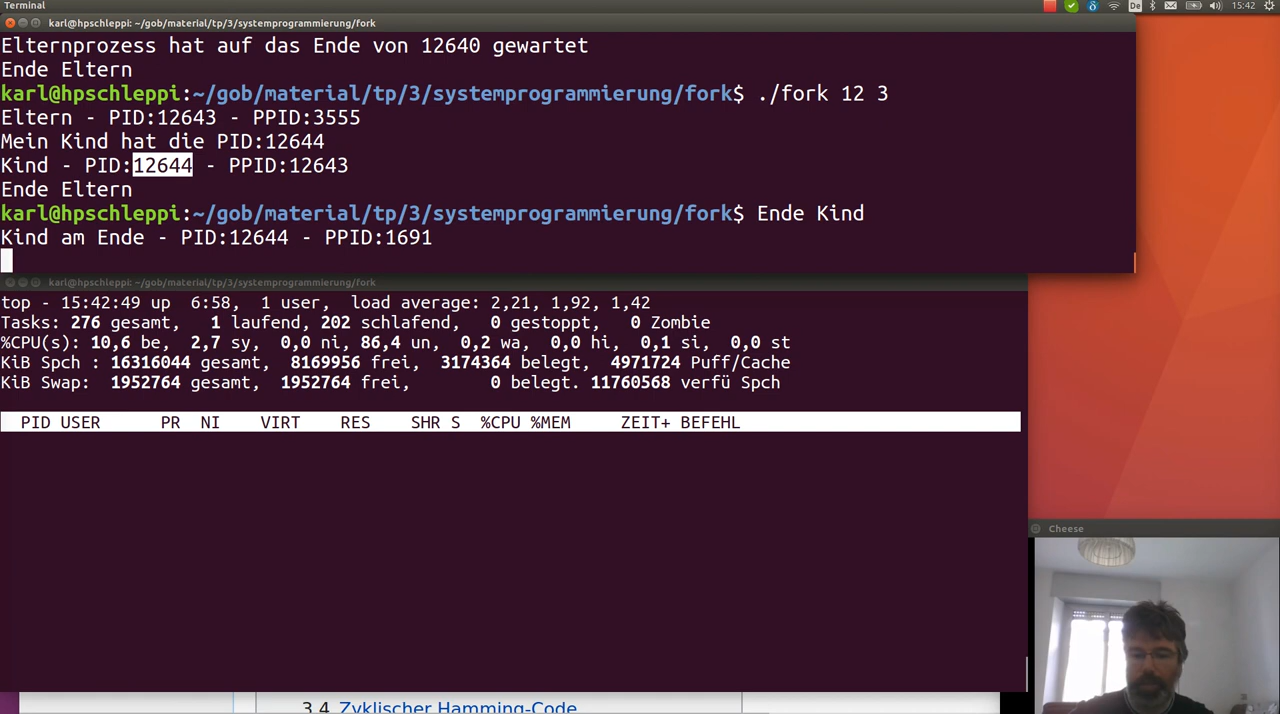 Terminal
De
15:42
karl@hpschleppi: ~/gob/material/tp/3/systemprogrammierung/fork
Elternprozess hat auf das Ende von 12640 gewartet
Ende Eltern
karl@hpschleppi:~/gob/material/tp/3/systemprogrammierung/fork$ ./fork 12 3
Eltern - PID:12643 - PPID:3555
Mein Kind hat die PID:12644
Kind - PID:12644 - PPID:12643
Ende Eltern
karl@hpschleppi:~/gob/material/tp/3/systemprogrammierung/fork$ Ende Kind
Kind am Ende - PID:12644 - PPID:1691
karl@hpschleppi: ~/gob/material/tp/3/systemprogrammierung/fork
top - 15:42:49 up  6:58,  1 user,  load average: 2,21, 1,92, 1,42
Tasks: 276 gesamt,   1 laufend, 202 schlafend,   0 gestoppt,   0 Zombie
%CPU(s): 10,6 be,  2,7 sy,  0,0 ni, 86,4 un,  0,2 wa,  0,0 hi,  0,1 si,  0,0 st
KiB Spch : 16316044 gesamt,  8169956 frei,  3174364 belegt,  4971724 Puff/Cache
KiB Swap:  1952764 gesamt,  1952764 frei,        0 belegt. 11760568 verfü Spch
PID USER      PR  NI    VIRT    RES    SHR S  %CPU %MEM     ZEIT+ BEFEHL
Cheese
3.4 Zyklischer Hamming-Code